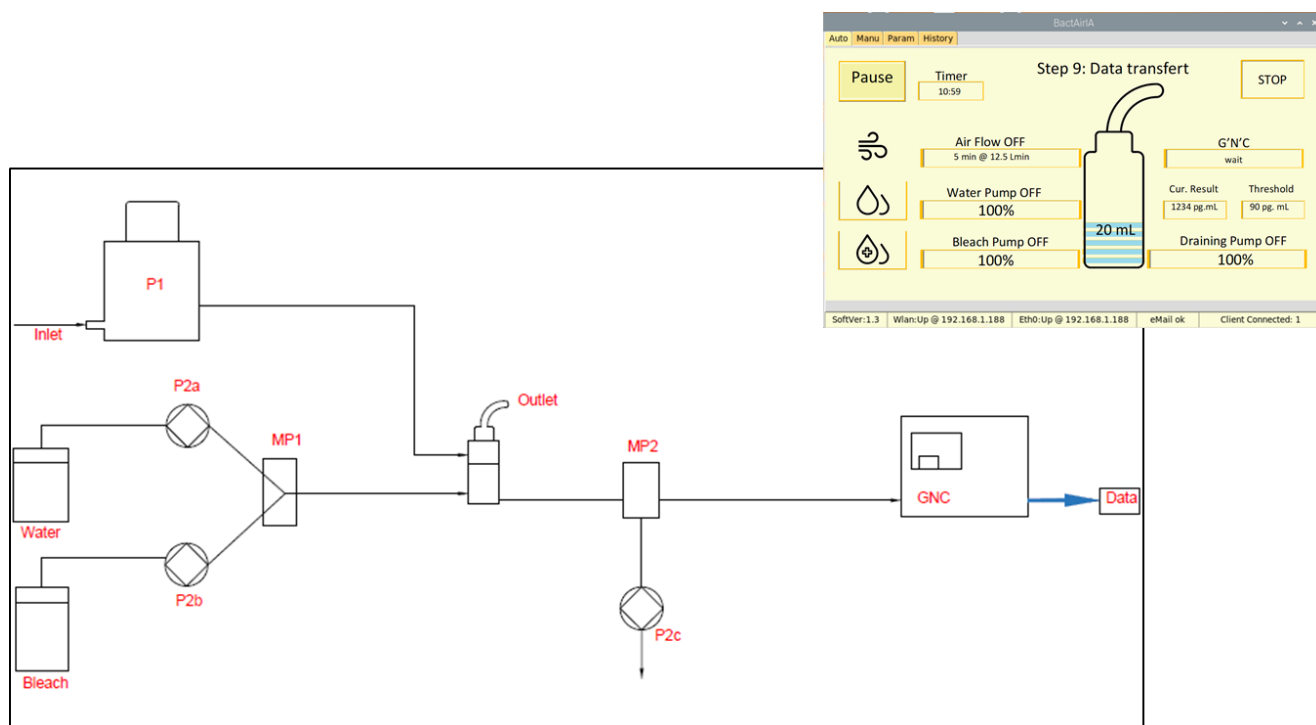 BactAirIA
Auto Manu Param History
Pause
Timer
10:59
Step 9: Data transfert
STOP
Air Flow OFF
5 min @ 12.5 Lmin
G'N'C
wait
Water Pump OFF
100%
Cur. Result
1234 pg.mL
Threshold
90 pg. mL
20 mL
Bleach Pump OFF
100%
Draining Pump OFF
100%
SoftVer:1.3 Wlan:Up @ 192.168.1.188 Eth0:Up @ 192.168.1.188 eMail ok Client Connected: 1
P1
Inlet
P2a
MP1
Outlet
MP2
GNC
Data
Water
P2b
P2c
Bleach